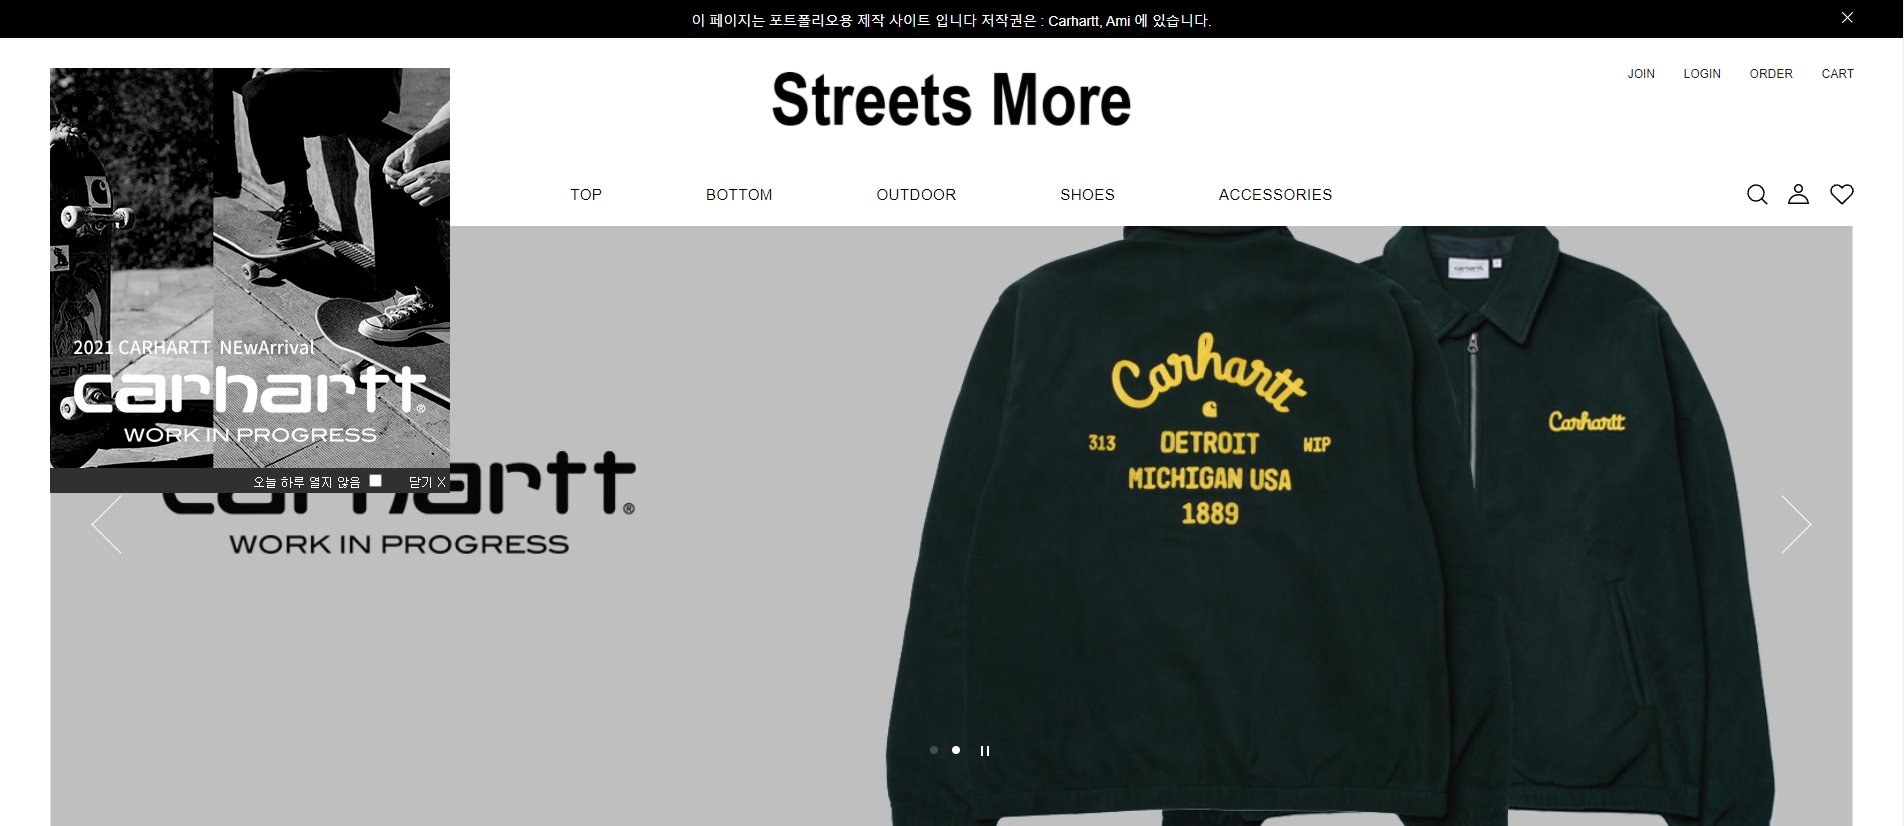 이 페이지는 포트폴리오용 제작 사이트 입니다 저작권은 : Carhartt, Ami 에 있습니다.
JOIN LOGIN ORDER CART
Streets More
TOP BOTTOM OUTDOOR SHOES ACCESSORIES
2021 CARHARTT NEwArrival
carhartt®
WORK IN PROGRESS
오늘 하루 열지 않음 닫기 X
carhartt®
WORK IN PROGRESS
Carhartt
313 DETROIT WIP
MICHIGAN USA
1889
Carhartt